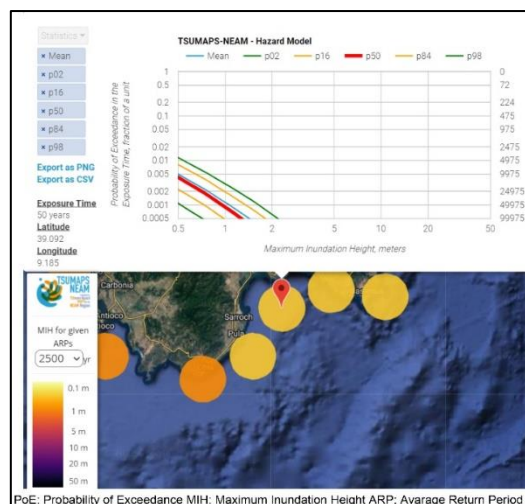 Statistics
× Mean
× p02
× p16
× p50
× p84
× p98
Export as PNG
Export as CSV
Exposure Time
50 years
Latitude
39.092
Longitude
9.185
TSUMAPS-NEAM - Hazard Model
Mean p02 p16 p50 p84 p98
Probability of Exceedance in the
Exposure Time, fraction of a unit
1 0
0.5 72
0.2 224
0.1 475
0.05 975
0.02 2475
0.01 4975
0.005 9975
0.002 24975
0.001 49975
0.0005 99975
0.5 1 2 5 10 20 50
Maximum Inundation Height, meters
TSUMAPS
NEAM
MIH for given
ARPs
2500 yr
0.1 m
1 m
5 m
10 m
20 m
50 m
Carbonia
Sarroch
Pula
PoE: Probability of Exceedance MIH: Maximum Inundation Height ARP: Avarage Return Period